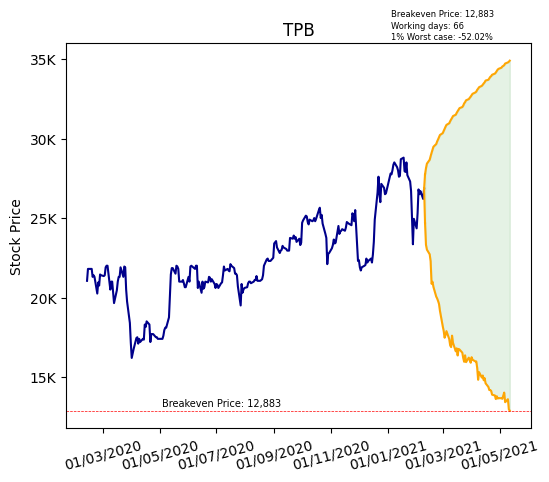 Breakeven Price: 12,883
Working days: 66
1% Worst case: -52.02%
TPB
Stock Price
35K
30K
25K
20K
15K
Breakeven Price: 12,883
01/03/2020
01/05/2020
01/07/2020
01/09/2020
01/11/2020
01/01/2021
01/03/2021
01/05/2021